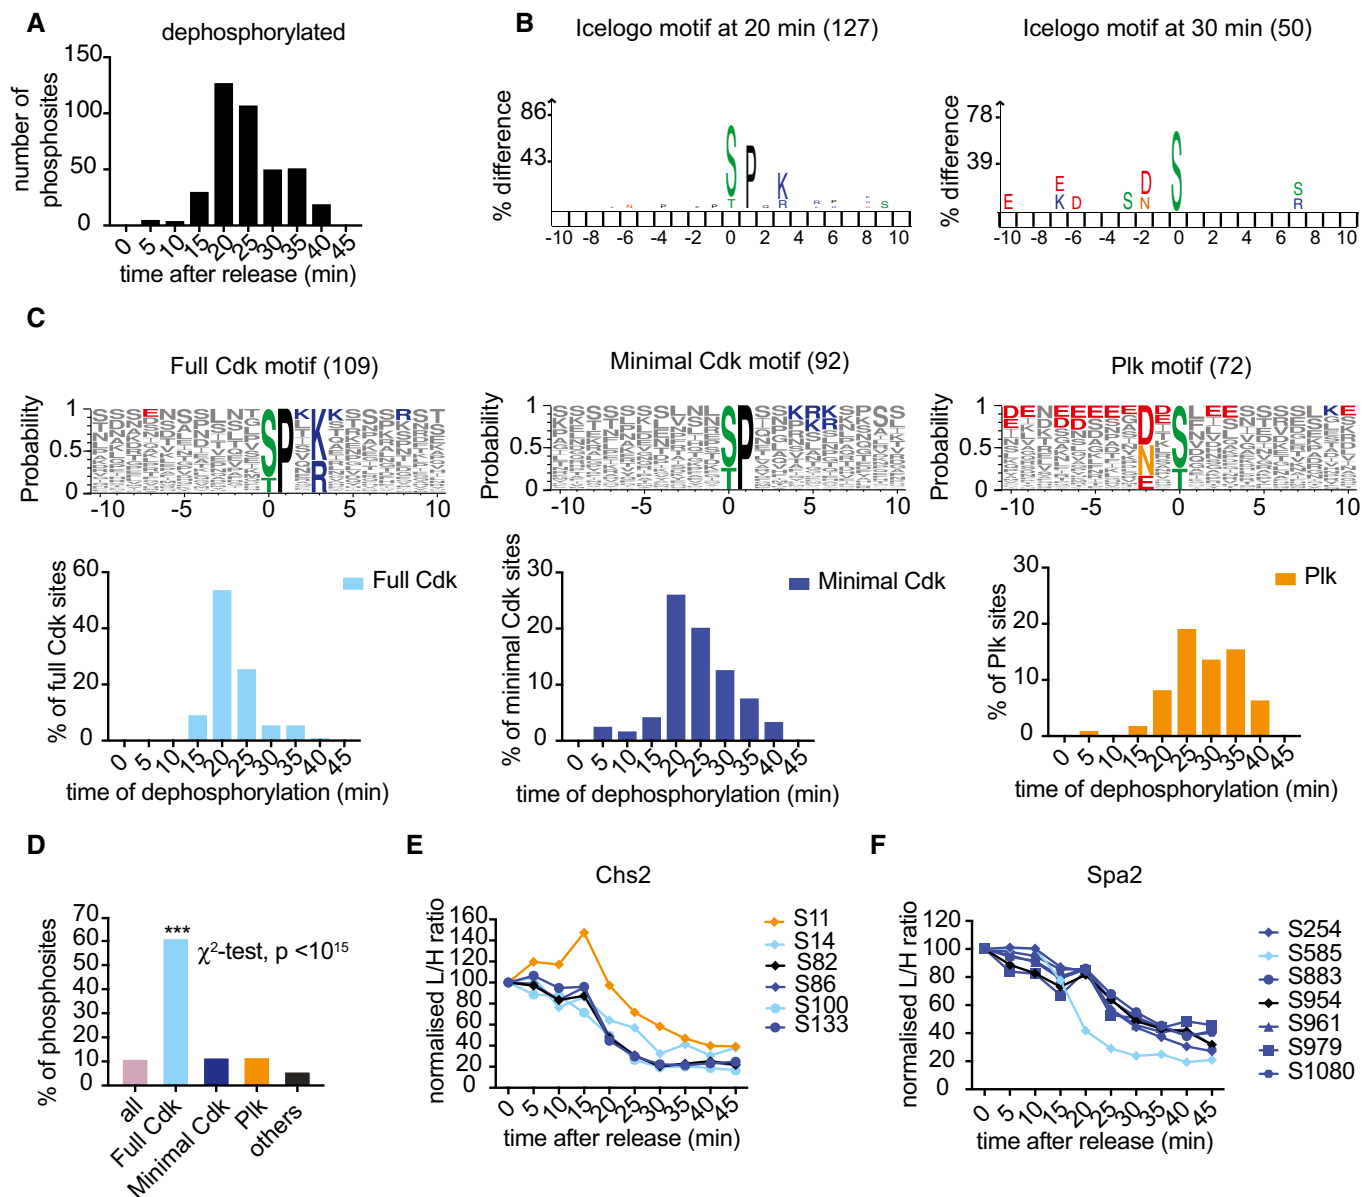 A
dephosphorylated
number of
phosphosites
150
100
50
0
0 5 10 15 20 25 30 35 40 45
time after release (min)
B
Icelogo motif at 20 min (127)
% difference
86
43
S
T
P
K
R
-10 -8 -6 -4 -2 0 2 4 6 8 10
Icelogo motif at 30 min (50)
% difference
78
39
E
E
K
D
S
D
N
S
S
R
-10 -8 -6 -4 -2 0 2 4 6 8 10
C
Full Cdk motif (109)
Probability
1
0.5
0
S
T
P
K
R
-10 -5 0 5 10
Minimal Cdk motif (92)
Probability
1
0.5
0
S
T
P
-10 -5 0 5 10
Plk motif (72)
Probability
1
0.5
0
D
N
E
S
T
-10 -5 0 5 10
% of full Cdk sites
60
40
20
0
Full Cdk
0 5 10 15 20 25 30 35 40 45
time of dephosphorylation (min)
% of minimal Cdk sites
30
20
10
0
Minimal Cdk
0 5 10 15 20 25 30 35 40 45
time of dephosphorylation (min)
% of Plk sites
30
20
10
0
Plk
0 5 10 15 20 25 30 35 40 45
time of dephosphorylation (min)
D
% of phosphosites
70
60
50
40
30
20
10
0
***
χ²-test, p <10¹⁵
all
Full Cdk
Minimal Cdk
Plk
others
E
Chs2
normalised L/H ratio
160
140
120
100
80
60
40
20
0
0 5 10 15 20 25 30 35 40 45
time after release (min)
S11
S14
S82
S86
S100
S133
F
Spa2
normalised L/H ratio
120
100
80
60
40
20
0
0 5 10 15 20 25 30 35 40 45
time after release (min)
S254
S585
S883
S954
S961
S979
S1080